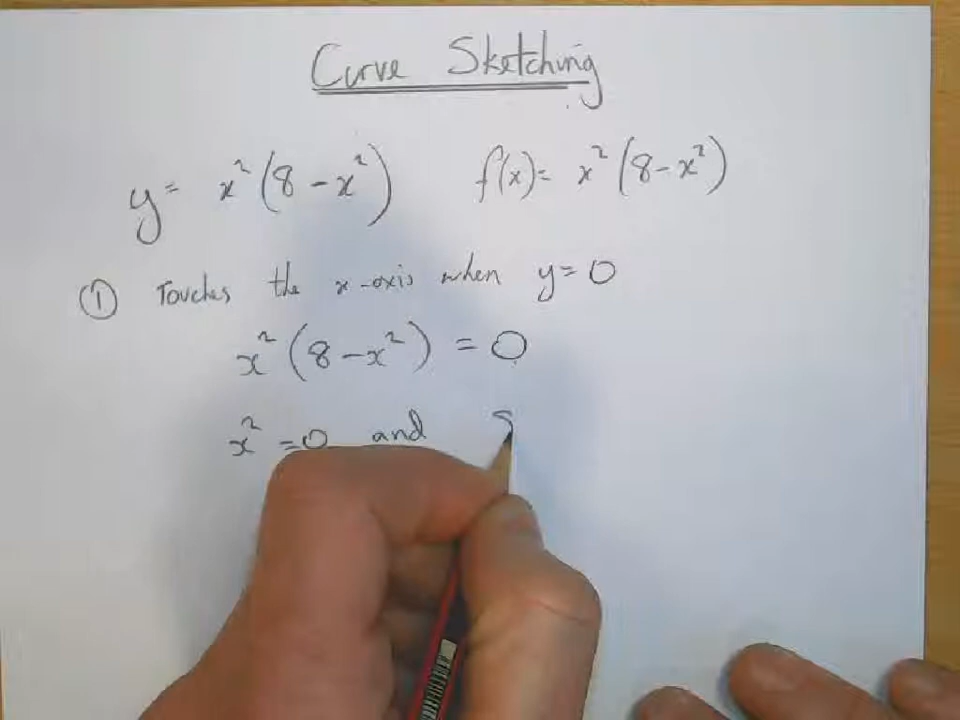 Curve Sketching
y = x²(8 - x²) f(x) = x²(8 - x²)
① Touches the x-axis when y = 0
x²(8 - x²) = 0
x² = 0 and